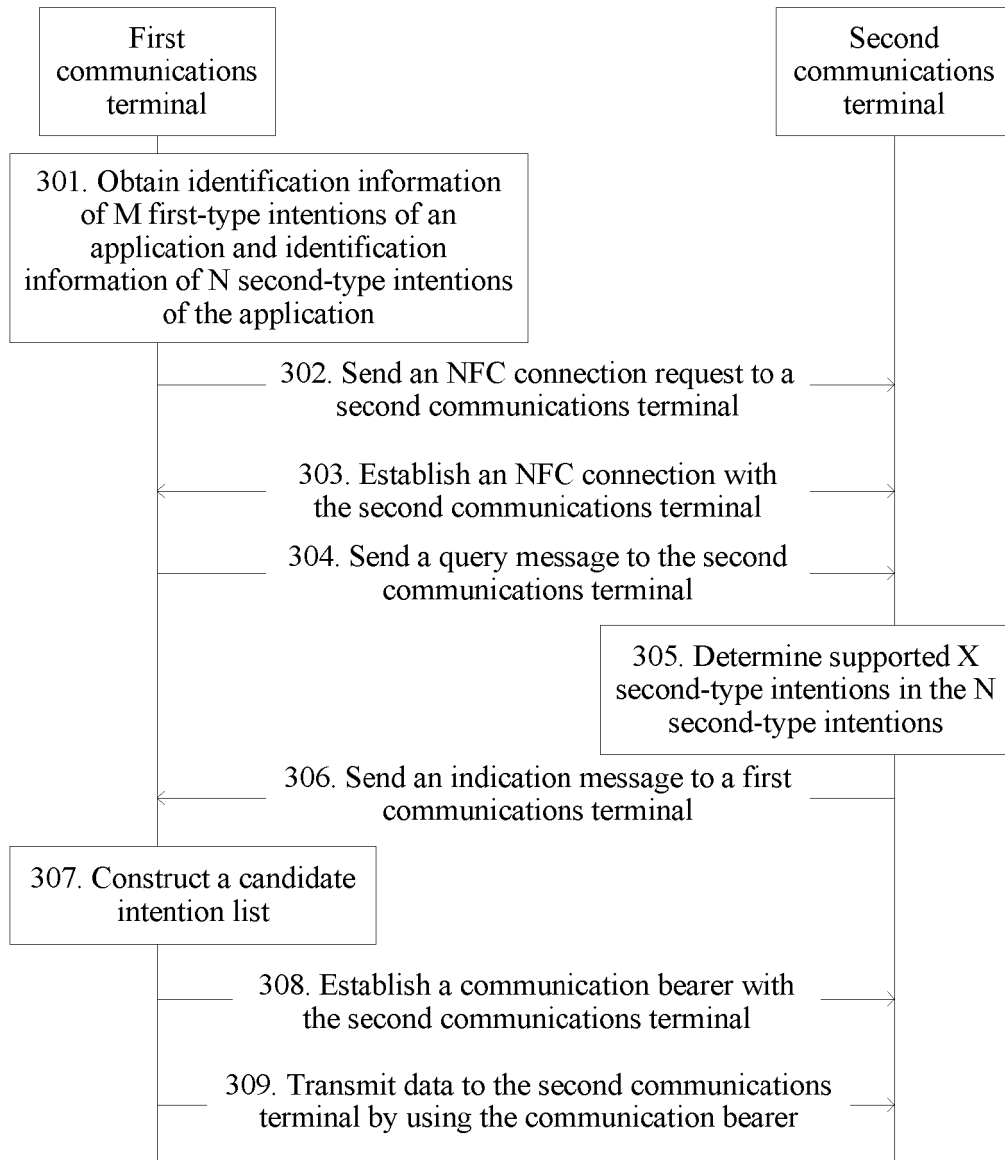 First
communications
terminal
Second
communications
terminal
301. Obtain identification information
of M first-type intentions of an
application and identification
information of N second-type intentions
of the application
302. Send an NFC connection request to a
second communications terminal
303. Establish an NFC connection with
the second communications terminal
304. Send a query message to the second
communications terminal
305. Determine supported X
second-type intentions in the N
second-type intentions
306. Send an indication message to a first
communications terminal
307. Construct a candidate
intention list
308. Establish a communication bearer with
the second communications terminal
309. Transmit data to the second communications
terminal by using the communication bearer